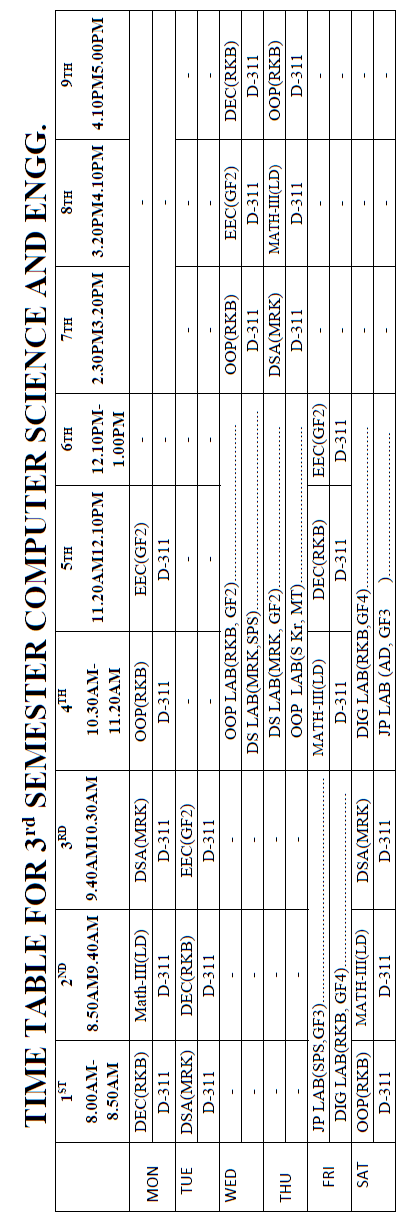 TIME TABLE FOR 3rd SEMESTER COMPUTER SCIENCE AND ENGG.
1ST 2ND 3RD 4TH 5TH 6TH 7TH 8TH 9TH
8.00AM- 8.50AM9.40AM 9.40AM10.30AM 10.30AM- 11.20AM12.10PM 12.10PM- 2.30PM3.20PM 3.20PM4.10PM 4.10PM5.00PM
8.50AM 11.20AM 1.00PM
MON DEC(RKB) Math-III(LD) DSA(MRK) OOP(RKB) EEC(GF2) - - - -
D-311 D-311 D-311 D-311 D-311 - - -
TUE DSA(MRK) DEC(RKB) EEC(GF2) - - - - - -
D-311 D-311 D-311 - - - - - -
WED - - - OOP LAB(RKB, GF2)........................................ OOP(RKB) EEC(GF2) DEC(RKB)
- - - DS LAB(MRK,SPS)........................................ D-311 D-311 D-311
THU - - - DS LAB(MRK, GF2)........................................ DSA(MRK) MATH-III(LD) OOP(RKB)
- - - OOP LAB(S Kr, MT)........................................ D-311 D-311 D-311
FRI JP LAB(SPS,GF3)........................................ MATH-III(LD) DEC(RKB) EEC(GF2) - - -
DIG LAB(RKB, GF4)........................................ D-311 D-311 D-311 - - -
SAT OOP(RKB) MATH-III(LD) DSA(MRK) DIG LAB(RKB,GF4)........................................ - - -
D-311 D-311 D-311 JP LAB (AD, GF3 )........................................ - - -